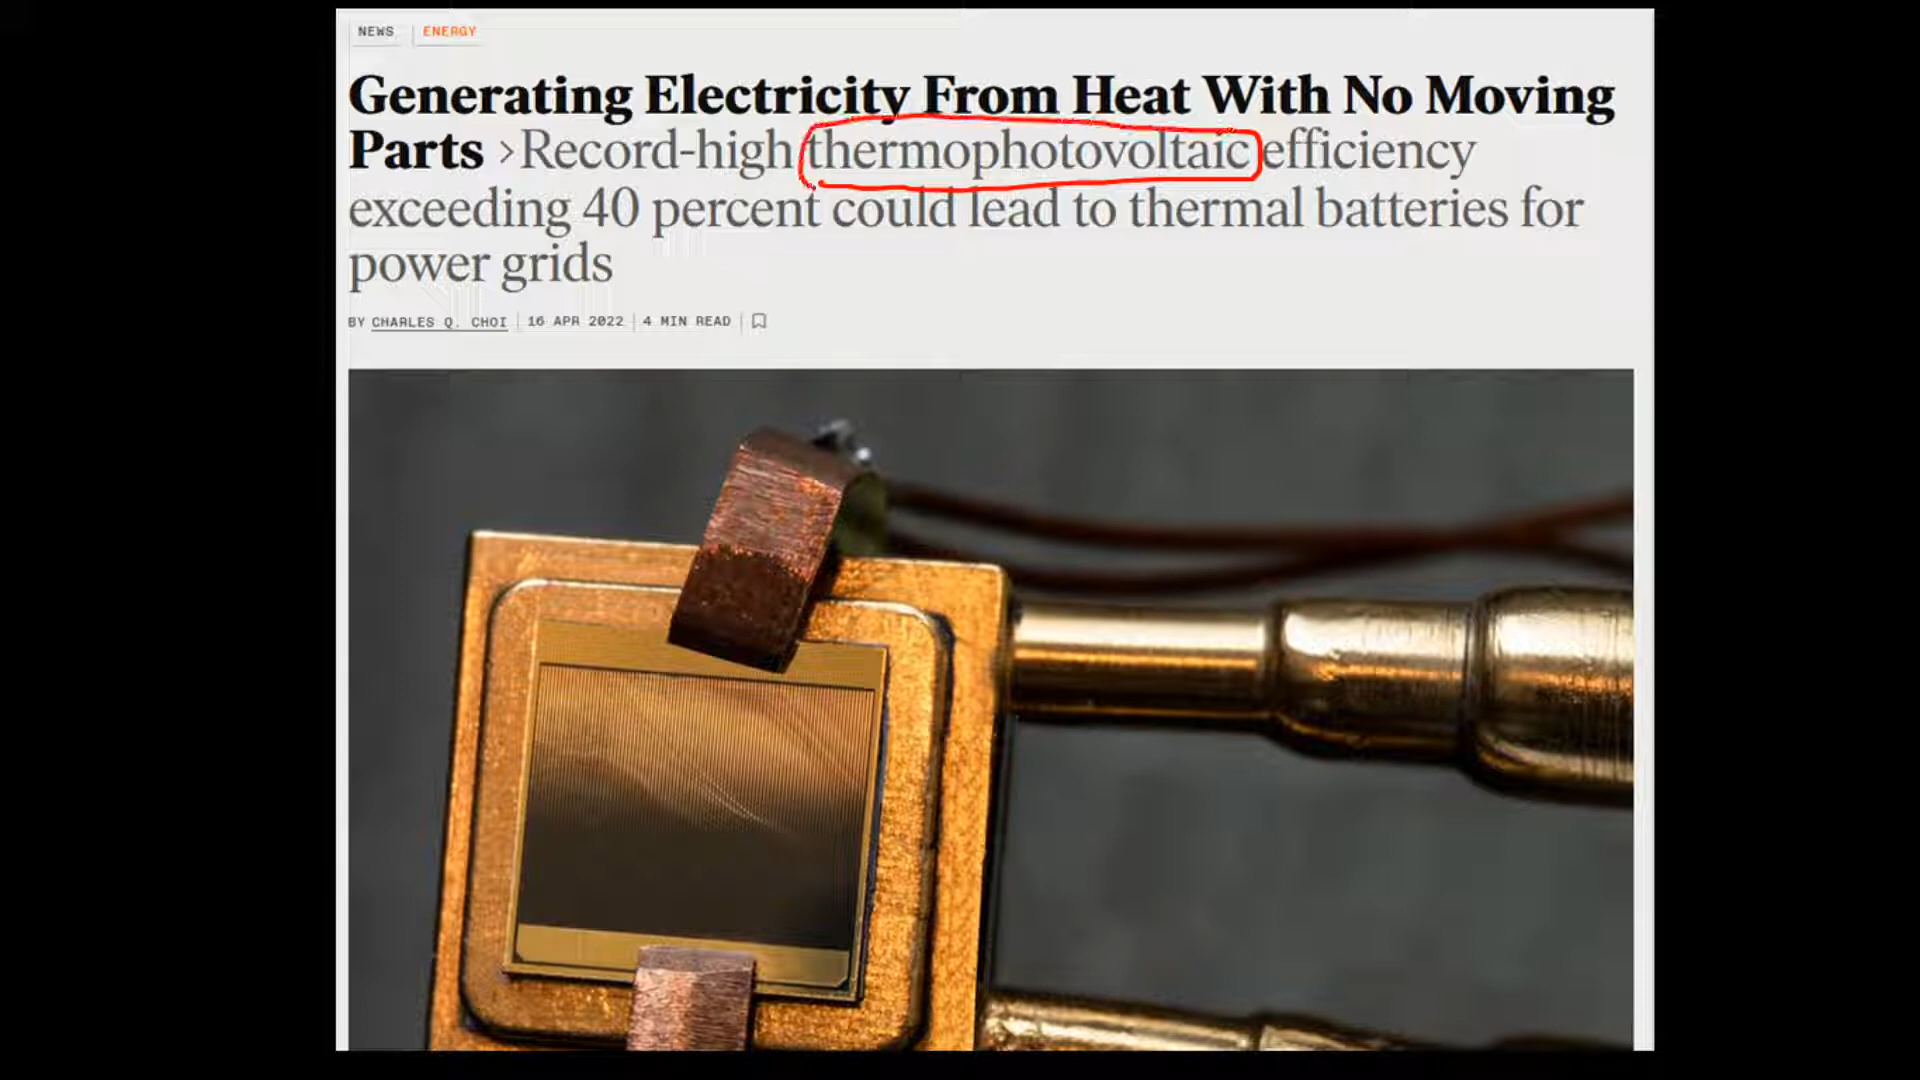 NEWS ENERGY
Generating Electricity From Heat With No Moving
Parts >Record-high thermophotovoltaic efficiency
exceeding 40 percent could lead to thermal batteries for
power grids
BY CHARLES Q. CHOI 16 APR 2022 4 MIN READ